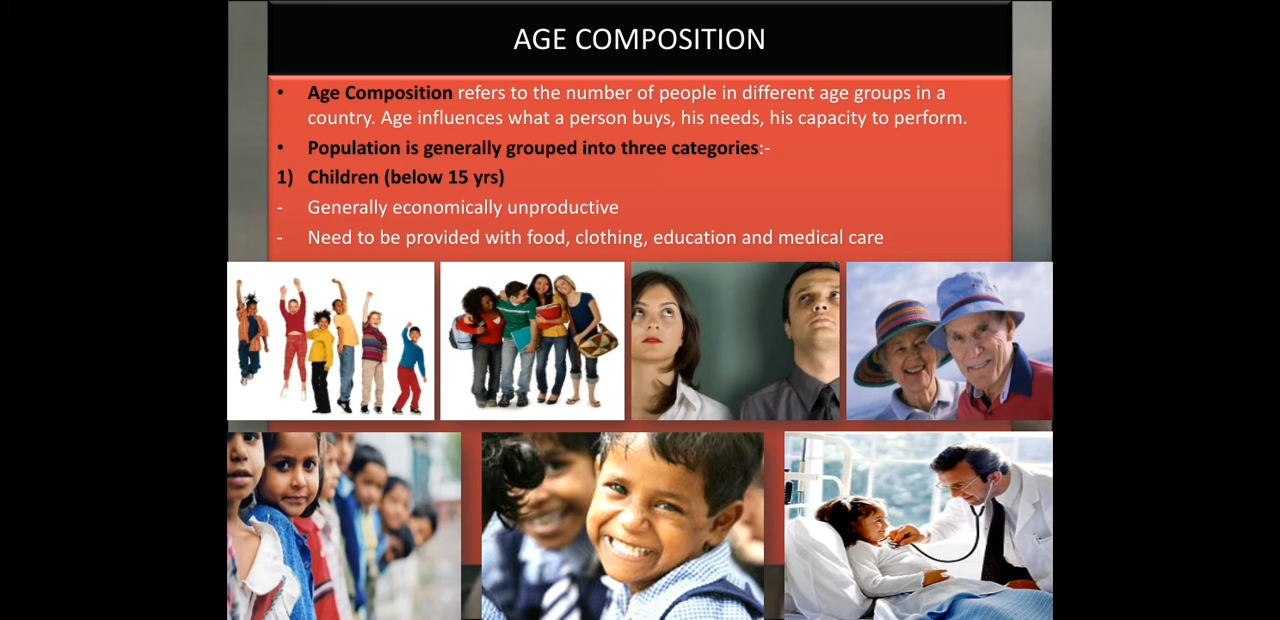 AGE COMPOSITION
• Age Composition refers to the number of people in different age groups in a
country. Age influences what a person buys, his needs, his capacity to perform.
• Population is generally grouped into three categories:-
1) Children (below 15 yrs)
- Generally economically unproductive
- Need to be provided with food, clothing, education and medical care